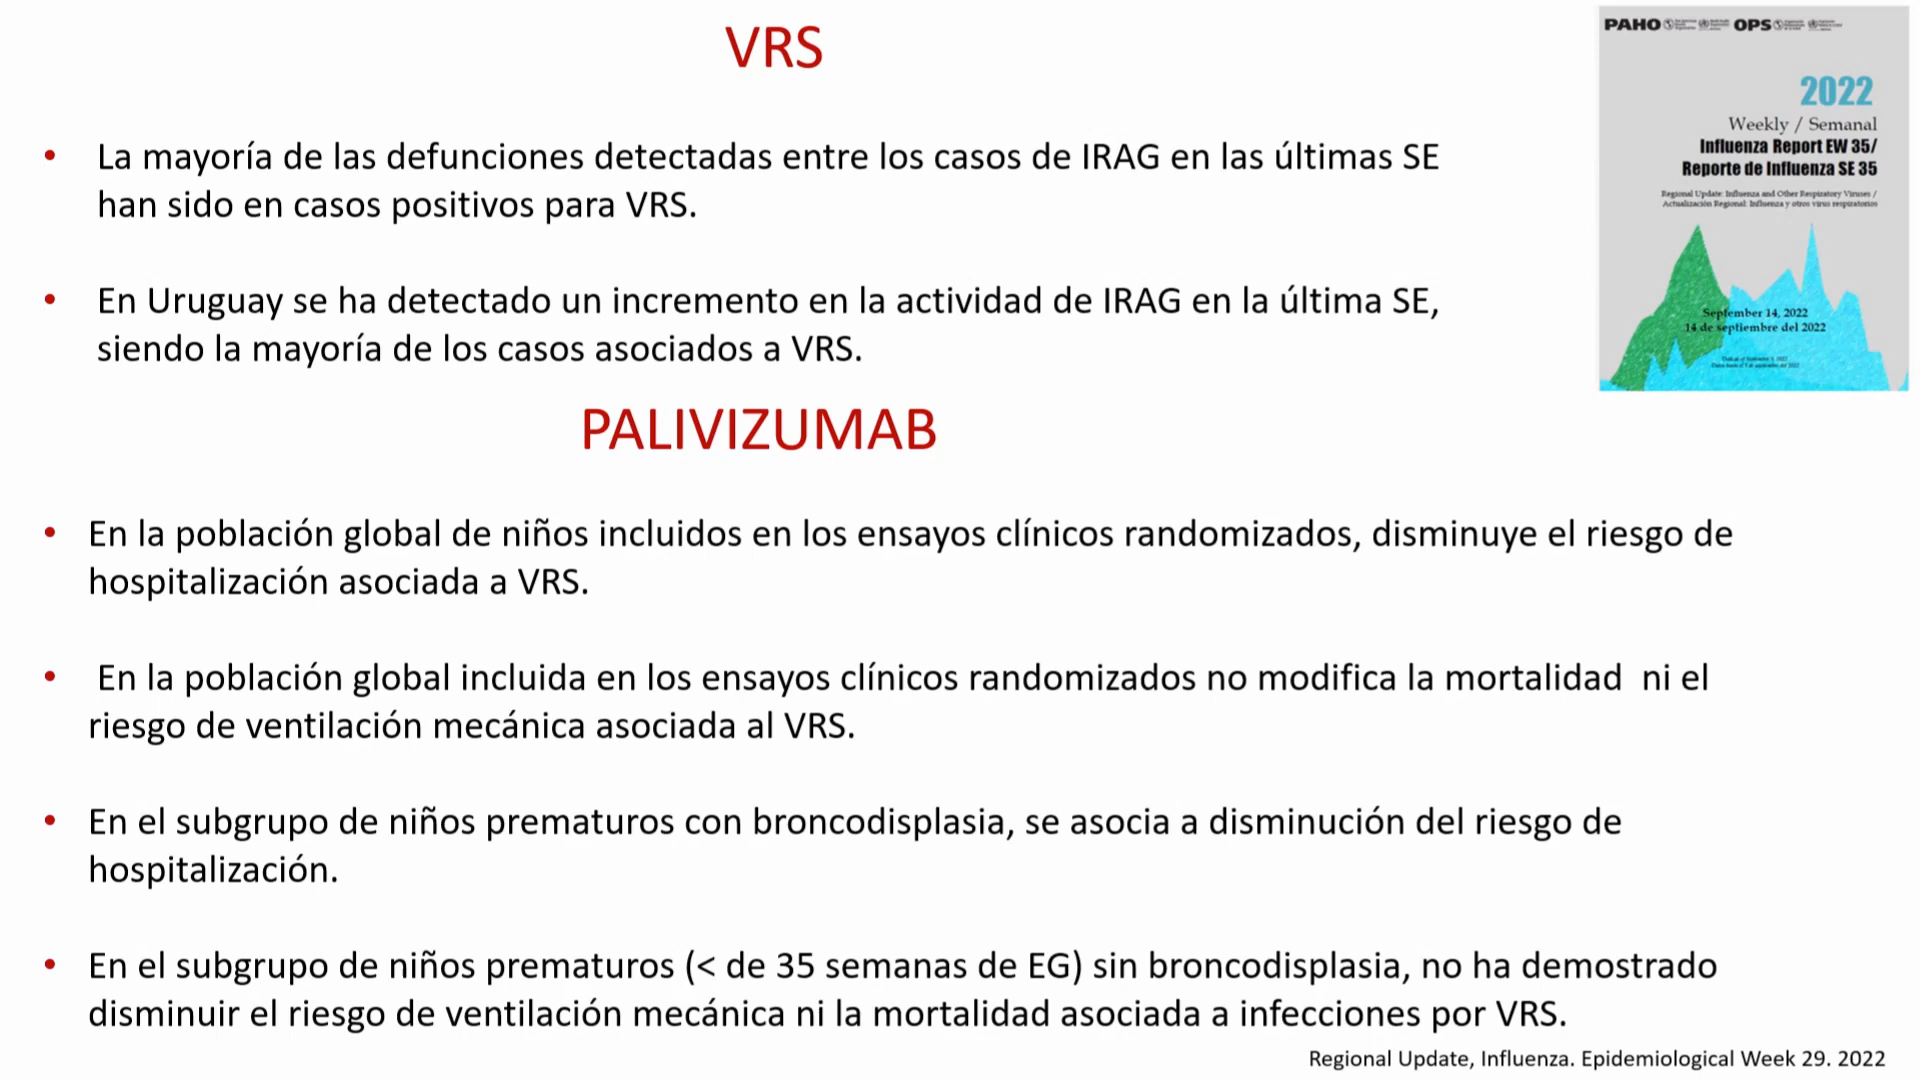 VRS
• La mayoría de las defunciones detectadas entre los casos de IRAG en las últimas SE
han sido en casos positivos para VRS.
• En Uruguay se ha detectado un incremento en la actividad de IRAG en la última SE,
siendo la mayoría de los casos asociados a VRS.
PAHO OPS
2022
Weekly / Semanal
Influenza Report EW 35/
Reporte de Influenza SE 35
Regional Update: Influenza and Other Respiratory Viruses /
Actualización Regional: Influenza y otros virus respiratorios
September 14, 2022
14 de septiembre del 2022
PALIVIZUMAB
• En la población global de niños incluidos en los ensayos clínicos randomizados, disminuye el riesgo de
hospitalización asociada a VRS.
• En la población global incluida en los ensayos clínicos randomizados no modifica la mortalidad ni el
riesgo de ventilación mecánica asociada al VRS.
• En el subgrupo de niños prematuros con broncodisplasia, se asocia a disminución del riesgo de
hospitalización.
• En el subgrupo de niños prematuros (< de 35 semanas de EG) sin broncodisplasia, no ha demostrado
disminuir el riesgo de ventilación mecánica ni la mortalidad asociada a infecciones por VRS.
Regional Update, Influenza. Epidemiological Week 29. 2022